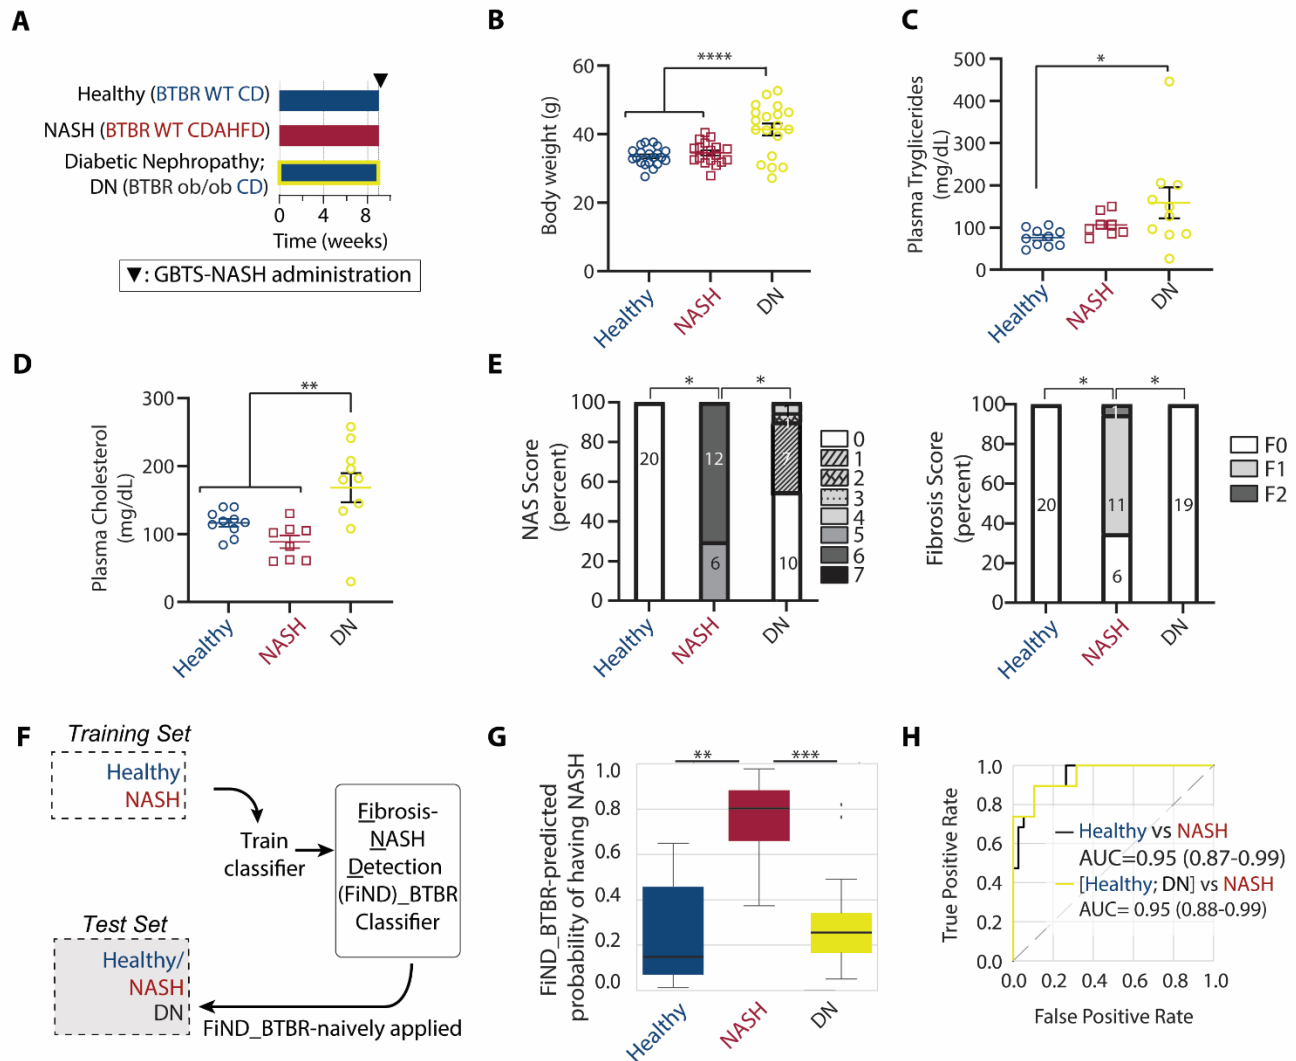 A
Healthy (BTBR WT CD)
NASH (BTBR WT CDAHFD)
Diabetic Nephropathy;
DN (BTBR ob/ob CD)
0 4 8
Time (weeks)
▼: GBTS-NASH administration
B
****
Body weight (g)
60
40
20
0
Healthy
NASH
DN
C
*
Plasma Tryglicerides
(mg/dL)
500
400
300
200
100
0
Healthy
NASH
DN
D
**
Plasma Cholesterol
(mg/dL)
300
200
100
0
Healthy
NASH
DN
E
* *
NAS Score
(percent)
100
80
60
40
20
0
20
12
6
1
1
7
10
Healthy
NASH
DN
0
1
2
3
4
5
6
7
* *
Fibrosis Score
(percent)
100
80
60
40
20
0
20
1
11
6
19
Healthy
NASH
DN
F0
F1
F2
F
Training Set
Healthy
NASH
Train
classifier
Fibrosis-
NASH
Detection
(FiND)_BTBR
Classifier
Test Set
Healthy/
NASH
DN
FiND_BTBR-naively applied
G
** ***
FiND_BTBR-predicted
probability of having NASH
1.0
0.8
0.6
0.4
0.2
0.0
Healthy
NASH
DN
H
True Positive Rate
1.0
0.8
0.6
0.4
0.2
0.0
Healthy vs NASH
AUC=0.95 (0.87-0.99)
[Healthy; DN] vs NASH
AUC= 0.95 (0.88-0.99)
0.0 0.2 0.4 0.6 0.8 1.0
False Positive Rate